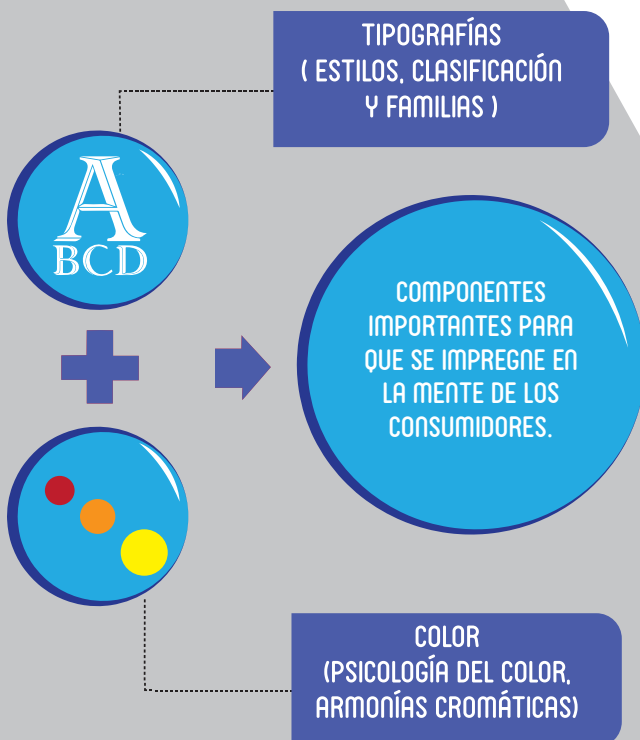 TIPOGRAFÍAS
( ESTILOS, CLASIFICACIÓN
Y FAMILIAS )
A
BCD
COMPONENTES
IMPORTANTES PARA
QUE SE IMPREGNE EN
LA MENTE DE LOS
CONSUMIDORES.
COLOR
(PSICOLOGÍA DEL COLOR,
ARMONÍAS CROMÁTICAS)